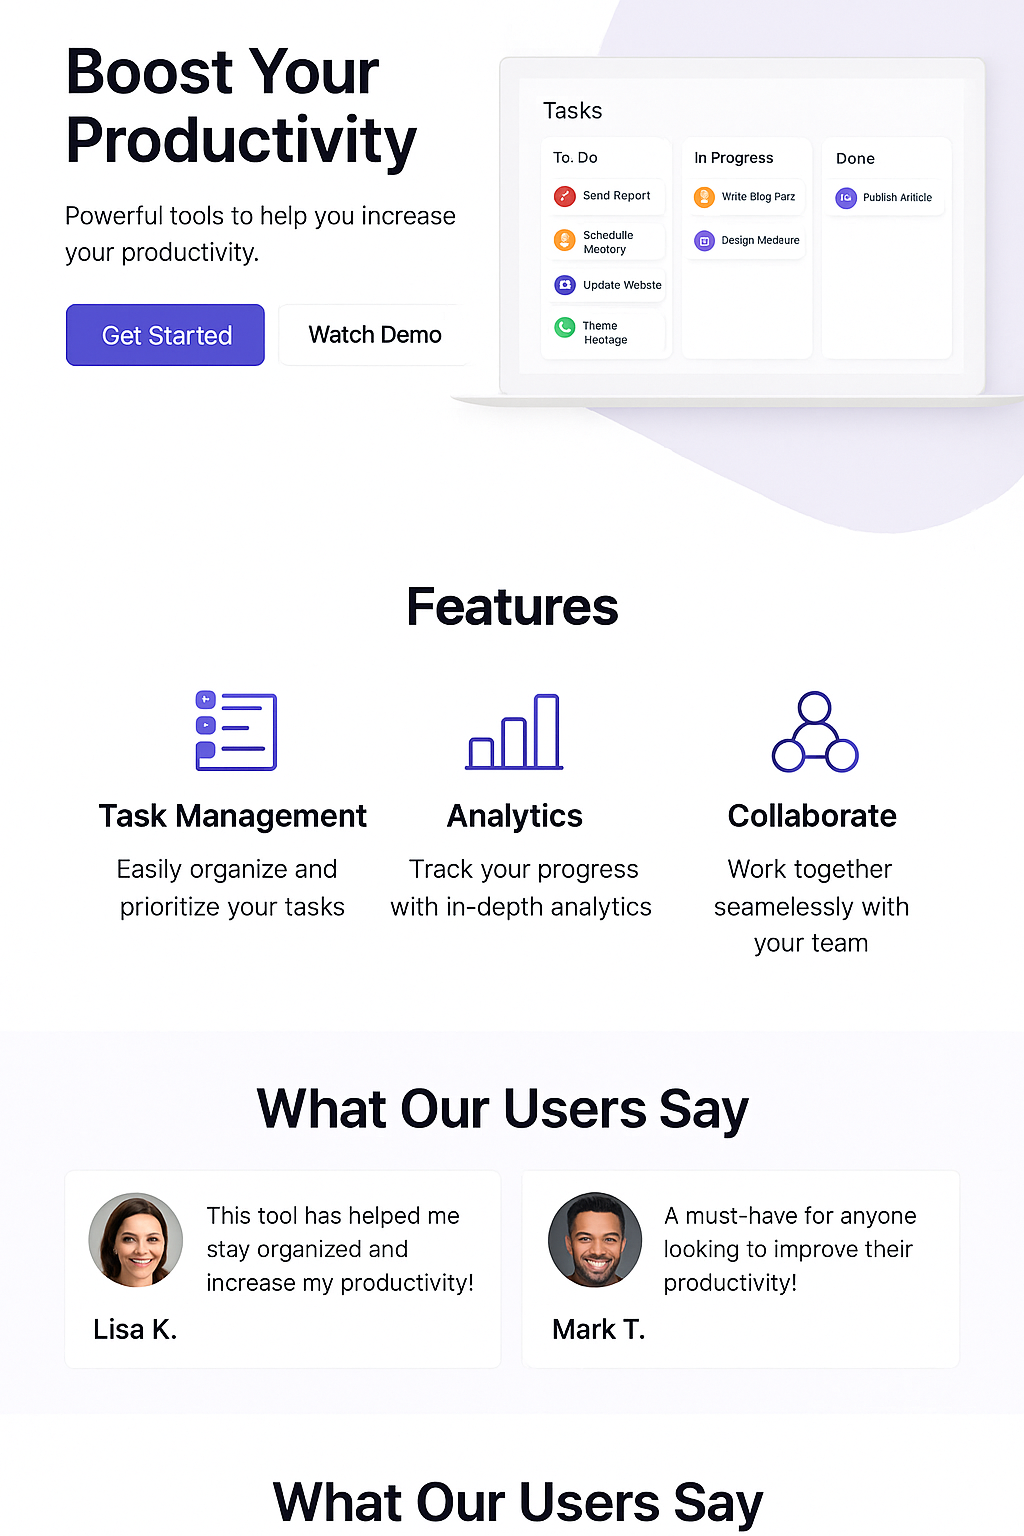 Boost Your
Productivity
Powerful tools to help you increase
your productivity.
Get Started
Watch Demo
Tasks
To. Do
Send Report
Schedulle
Meotory
Update Webste
Theme
Heotage
In Progress
Write Blog Parz
Design Medeure
Done
Publish Ariticle
Features
Task Management
Easily organize and
prioritize your tasks
Analytics
Track your progress
with in-depth analytics
Collaborate
Work together
seamelessly with
your team
What Our Users Say
This tool has helped me
stay organized and
increase my productivity!
Lisa K.
A must-have for anyone
looking to improve their
productivity!
Mark T.
What Our Users Say